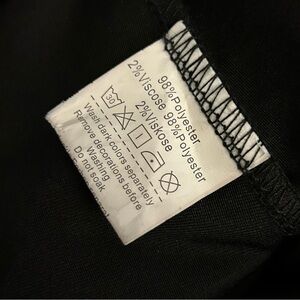 98%Polyester
2%Viscose
98%Polyester
2%Viskose
30
Wash dark colors separately
Remove decorations before
Washing
Do not soak